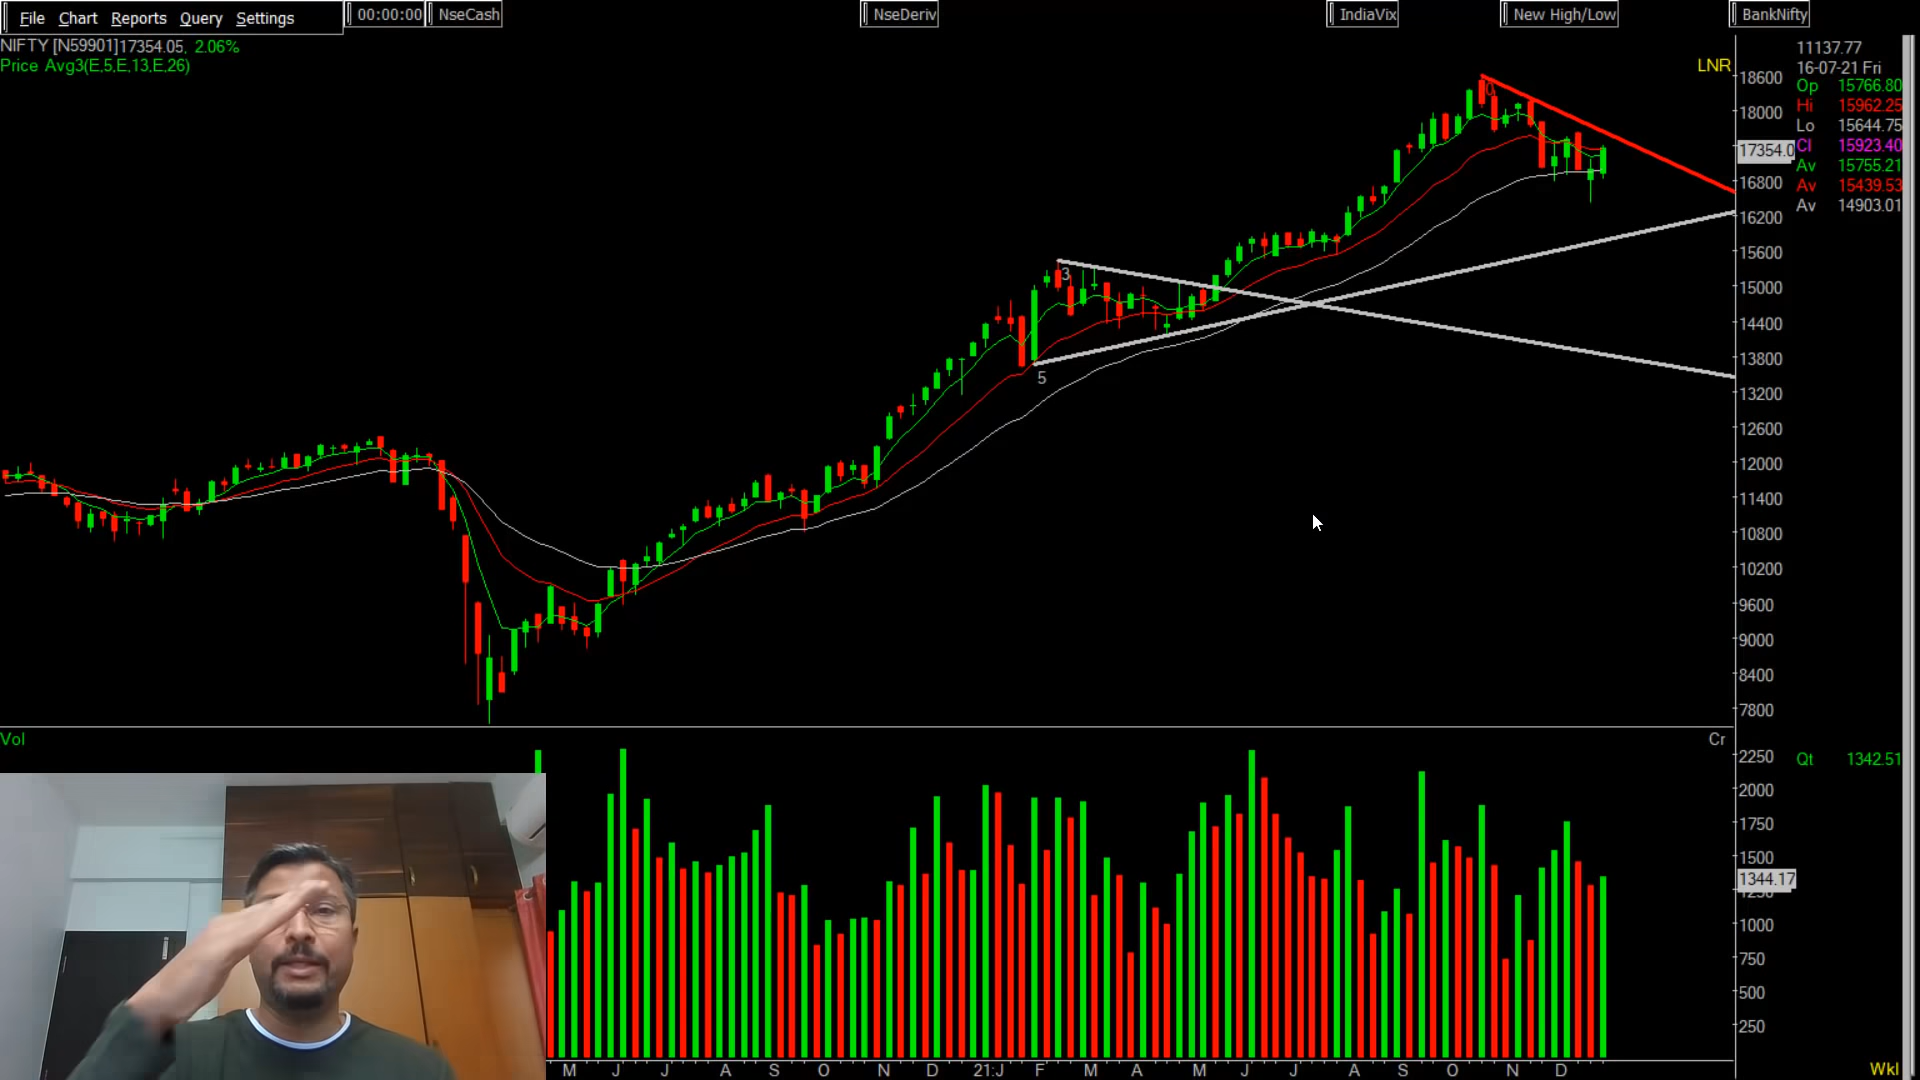 File Chart Reports Query Settings 00:00:00 NseCash NseDeriv IndiaVix New High/Low BankNifty
NIFTY [N59901]17354.05, 2.06%
Price Avg3(E,5,E,13,E,26)
LNR
11137.77
16-07-21 Fri
Op 15766.80
Hi 15962.25
Lo 15644.75
Cl 15923.40
Av 15755.21
Av 15439.53
Av 14903.01
18600
18000
17354.0
16800
16200
15600
15000
14400
13800
13200
12600
12000
11400
10800
10200
9600
9000
8400
7800
0
3
5
Vol
Cr
Qt 1342.51
2250
2000
1750
1500
1344.17
1000
750
500
250
M J J A S O N D 21:J F M A M J J A S O N D
Wkl